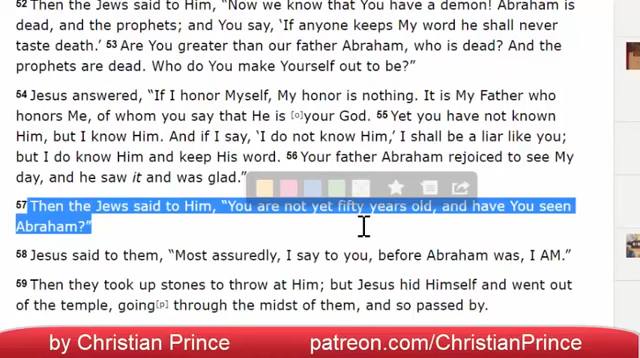 52 Then the Jews said to Him, “Now we know that You have a demon! Abraham is
dead, and the prophets; and You say, ‘If anyone keeps My word he shall never
taste death.’ 53 Are You greater than our father Abraham, who is dead? And the
prophets are dead. Who do You make Yourself out to be?”
54 Jesus answered, “If I honor Myself, My honor is nothing. It is My Father who
honors Me, of whom you say that He is [o]your God. 55 Yet you have not known
Him, but I know Him. And if I say, ‘I do not know Him,’ I shall be a liar like you;
but I do know Him and keep His word. 56 Your father Abraham rejoiced to see My
day, and he saw it and was glad.”
57 Then the Jews said to Him, “You are not yet fifty years old, and have You seen
Abraham?”
58 Jesus said to them, “Most assuredly, I say to you, before Abraham was, I AM.”
59 Then they took up stones to throw at Him; but Jesus hid Himself and went out
of the temple, going[p] through the midst of them, and so passed by.
by Christian Prince patreon.com/ChristianPrince